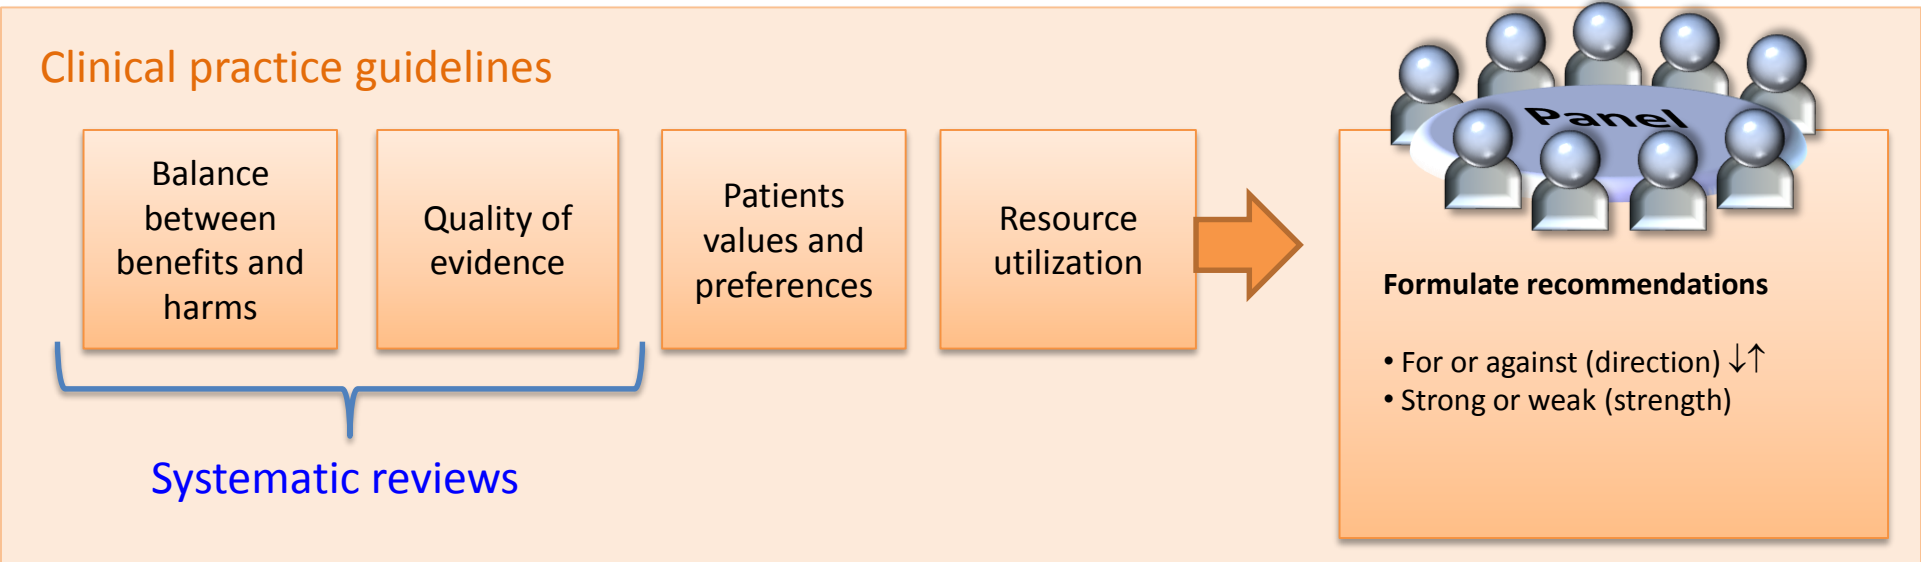 Clinical practice guidelines
Balance
between
benefits and
harms
Quality of
evidence
Patients
values and
preferences
Resource
utilization
Systematic reviews
Panel
Formulate recommendations
• For or against (direction) ↓↑
• Strong or weak (strength)